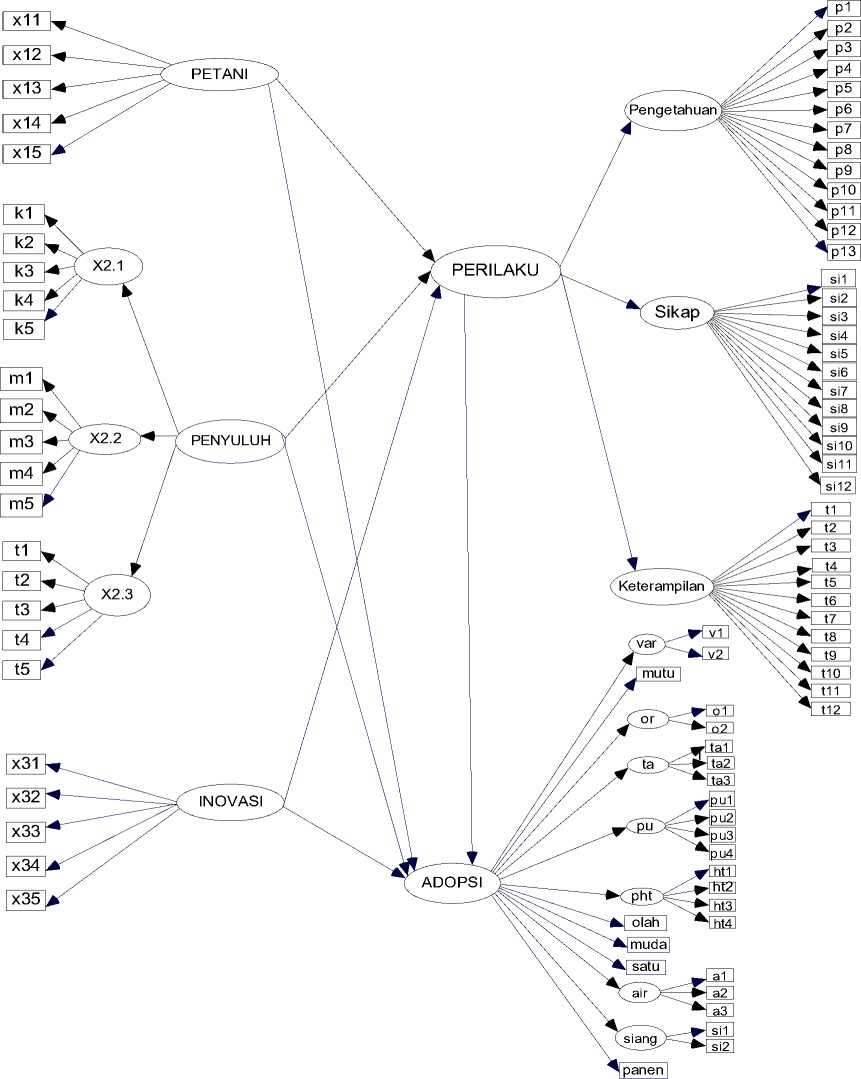 x11
x12
x13
x14
x15
PETANI
k1
k2
k3
k4
k5
X2.1
m1
m2
m3
m4
m5
X2.2
PENYULUH
t1
t2
t3
t4
t5
X2.3
x31
x32
x33
x34
x35
INOVASI
PERILAKU
ADOPSI
Pengetahuan
p1
p2
p3
p4
p5
p6
p7
p8
p9
p10
p11
p12
p13
Sikap
si1
si2
si3
si4
si5
si6
si7
si8
si9
si10
si11
si12
Keterampilan
t1
t2
t3
t4
t5
t6
t7
t8
t9
t10
t11
t12
var
v1
v2
mutu
or
o1
o2
ta
ta1
ta2
ta3
pu
pu1
pu2
pu3
pu4
pht
ht1
ht2
ht3
ht4
olah
muda
satu
air
a1
a2
a3
siang
si1
si2
panen